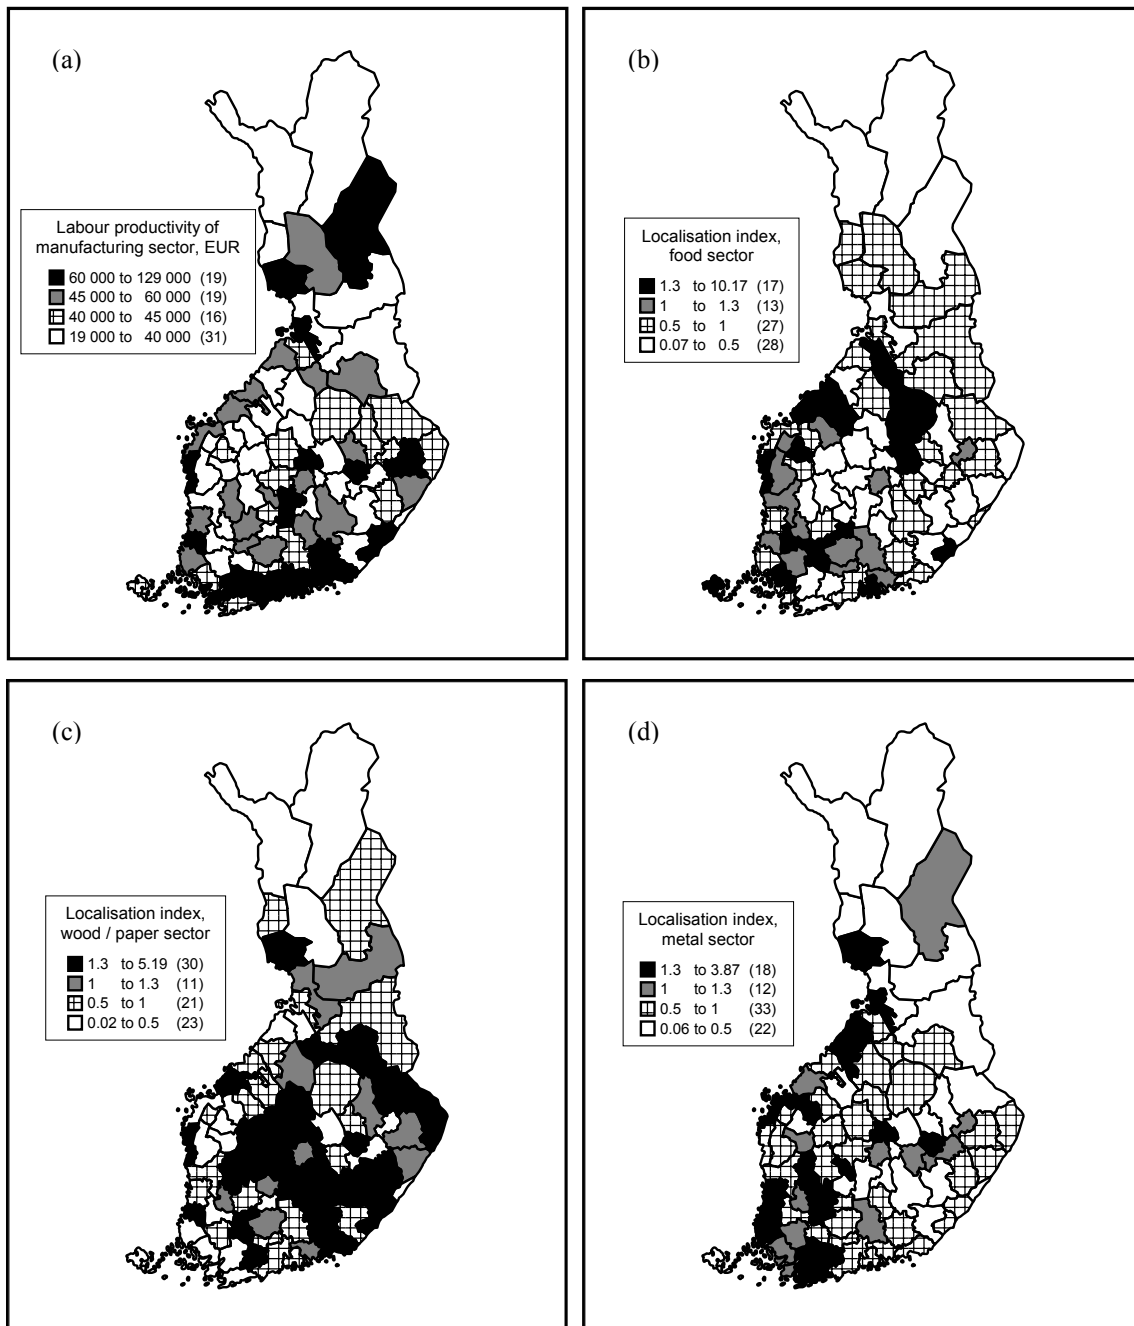 (a)
Labour productivity of
manufacturing sector, EUR
60 000 to 129 000 (19)
45 000 to 60 000 (19)
40 000 to 45 000 (16)
19 000 to 40 000 (31)
(b)
Localisation index,
food sector
1.3 to 10.17 (17)
1 to 1.3 (13)
0.5 to 1 (27)
0.07 to 0.5 (28)
(c)
Localisation index,
wood / paper sector
1.3 to 5.19 (30)
1 to 1.3 (11)
0.5 to 1 (21)
0.02 to 0.5 (23)
(d)
Localisation index,
metal sector
1.3 to 3.87 (18)
1 to 1.3 (12)
0.5 to 1 (33)
0.06 to 0.5 (22)